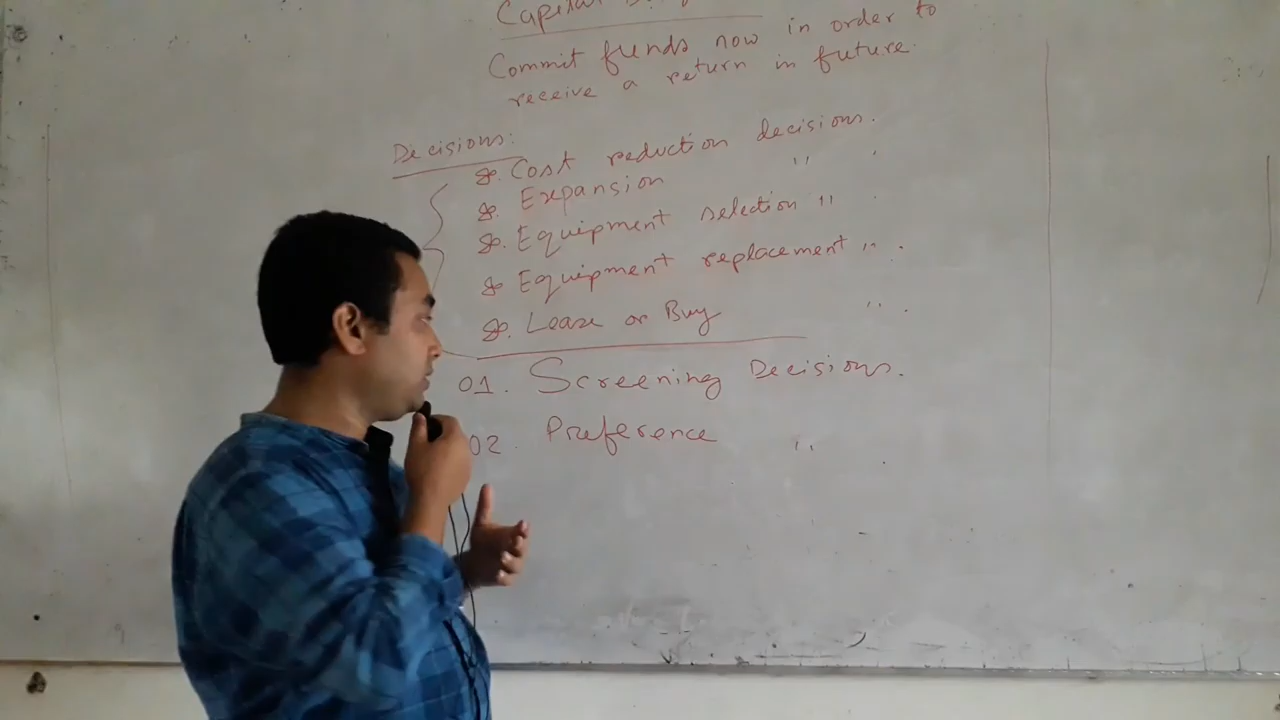 Capital
Commit funds now in order to
receive a return in future.
Decisions:
Cost reduction decisions.
Expansion " .
Equipment selection " .
Equipment replacement " .
Lease or Buy " .
01. Screening Decisions.
02. Preference " .